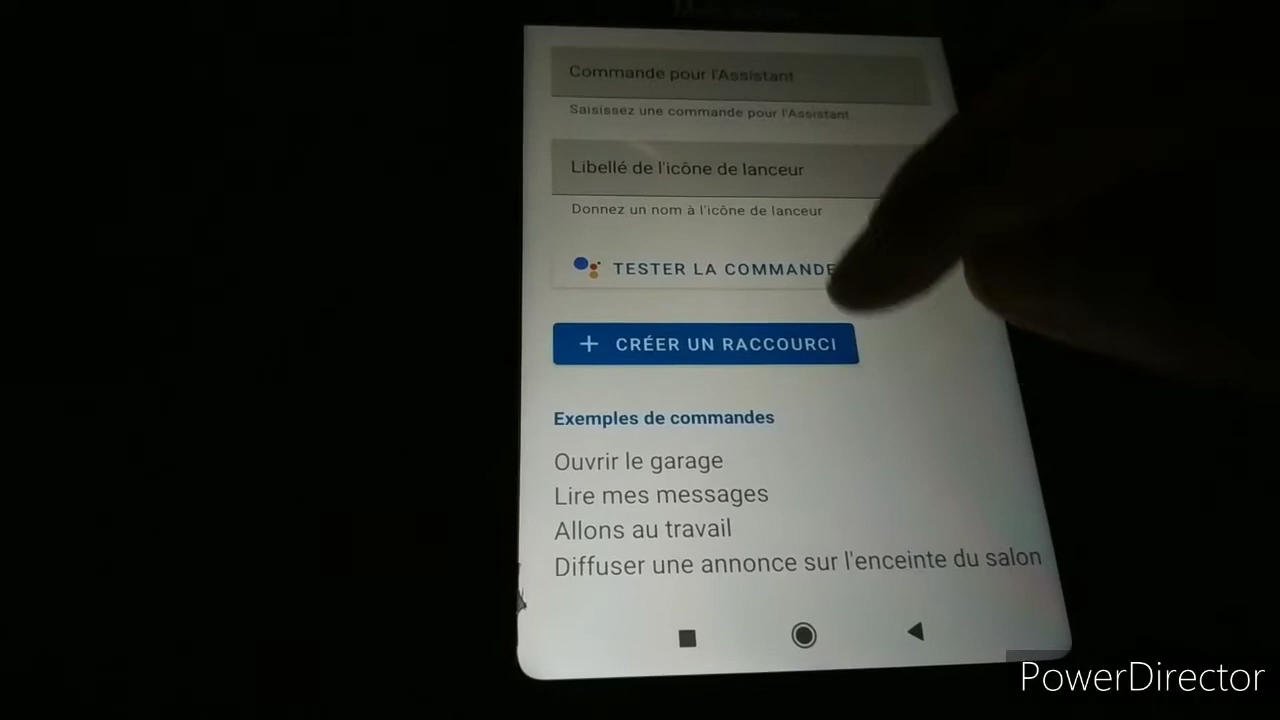 Commande pour l'Assistant
Saisissez une commande pour l'Assistant
Libellé de l'icône de lanceur
Donnez un nom à l'icône de lanceur
TESTER LA COMMANDE
+ CRÉER UN RACCOURCI
Exemples de commandes
Ouvrir le garage
Lire mes messages
Allons au travail
Diffuser une annonce sur l'enceinte du salon
PowerDirector